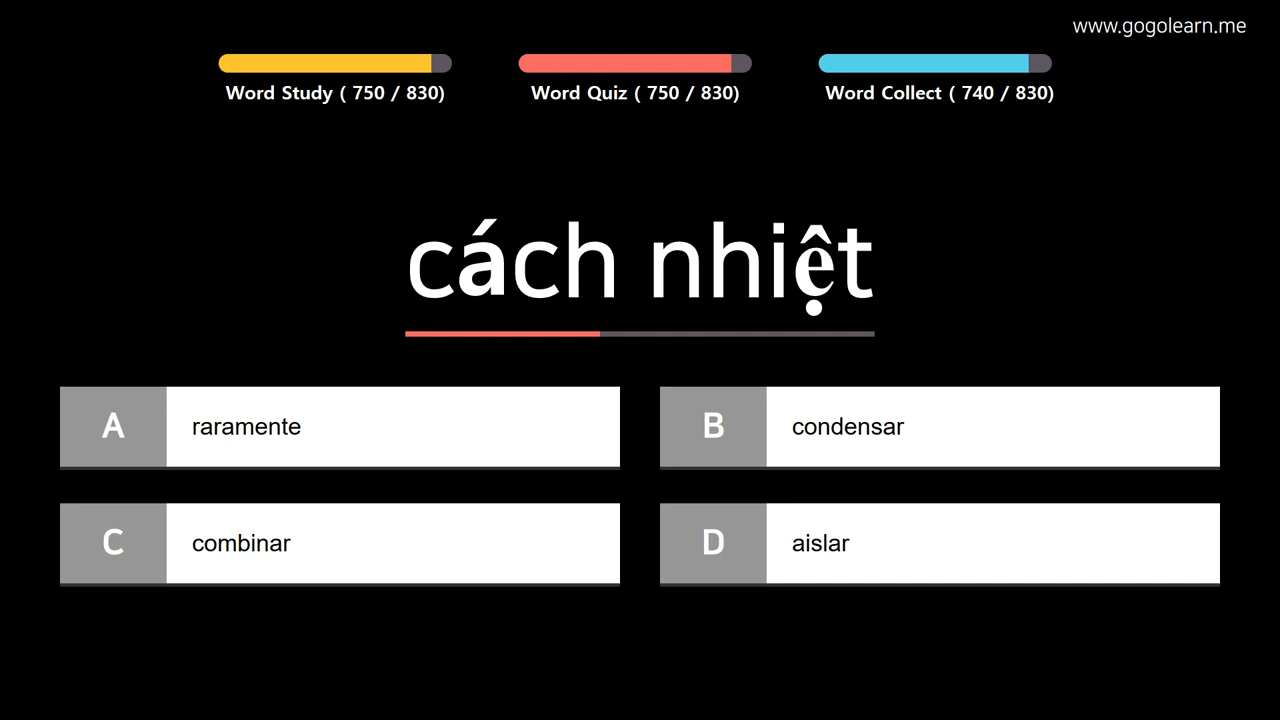 www.gogolearn.me
Word Study ( 750 / 830)
Word Quiz ( 750 / 830)
Word Collect ( 740 / 830)
cách nhiệt
A raramente
B condensar
C combinar
D aislar